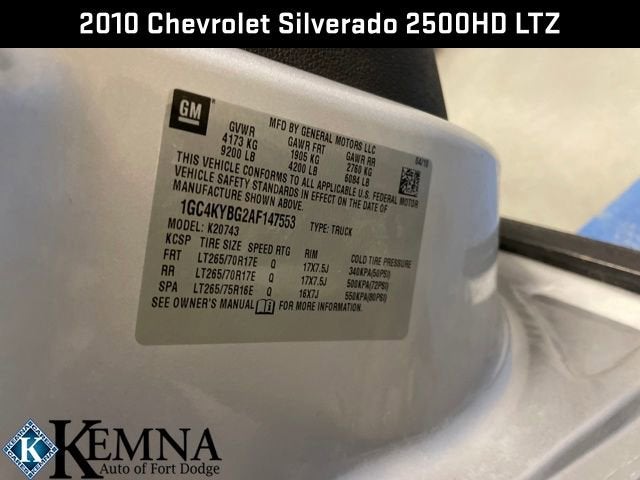 2010 Chevrolet Silverado 2500HD LTZ
GM
MFD BY GENERAL MOTORS LLC
04/10
GVWR GAWR FRT GAWR RR
4173 KG 1905 KG 2760 KG
9200 LB 4200 LB 6084 LB
THIS VEHICLE CONFORMS TO ALL APPLICABLE U.S. FEDERAL MOTOR
VEHICLE SAFETY STANDARDS IN EFFECT ON THE DATE OF
MANUFACTURE SHOWN ABOVE.
1GC4KYBG2AF147553 TYPE: TRUCK
MODEL: K20743
KCSP TIRE SIZE SPEED RTG RIM COLD TIRE PRESSURE
FRT LT265/70R17E Q 17X7.5J 340KPA(50PSI)
RR LT265/70R17E Q 17X7.5J 500KPA(72PSI)
SPA LT265/75R16E Q 16X7J 550KPA(80PSI)
SEE OWNER'S MANUAL FOR MORE INFORMATION.
KEMNA
Auto of Fort Dodge